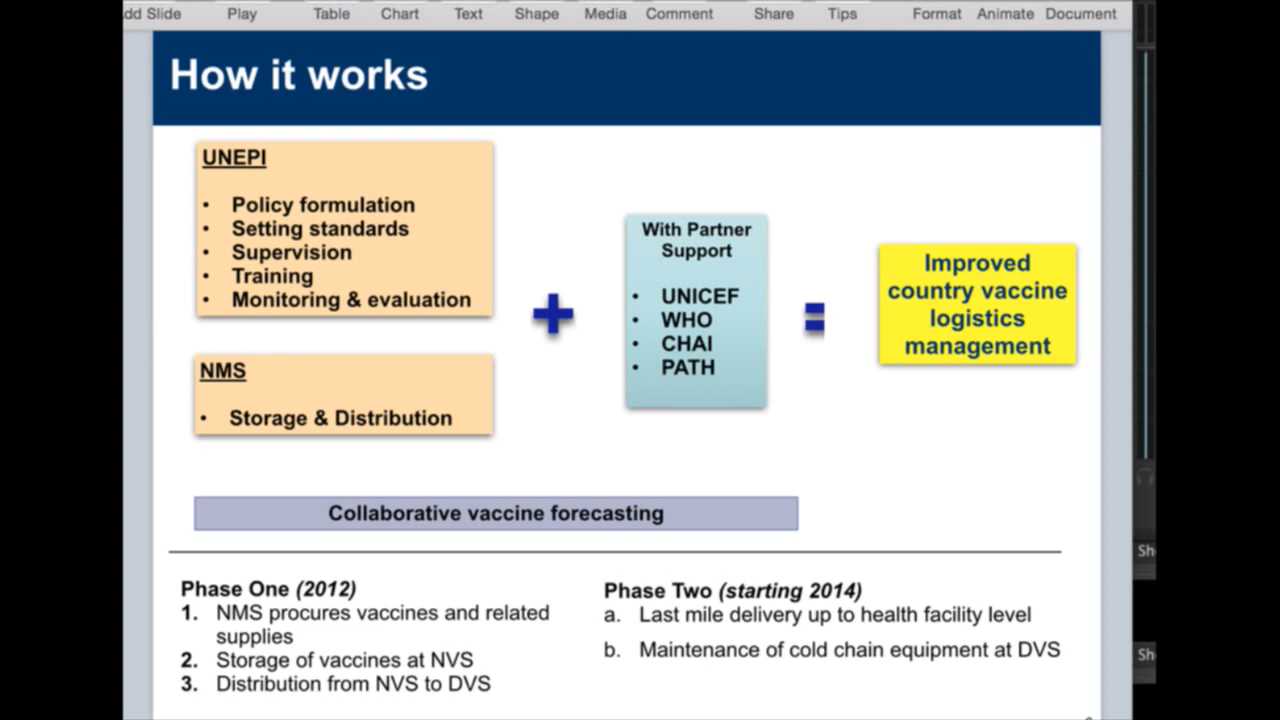 dd Slide Play Table Chart Text Shape Media Comment Share Tips Format Animate Document
How it works
UNEPI
• Policy formulation
• Setting standards
• Supervision
• Training
• Monitoring & evaluation
NMS
• Storage & Distribution
With Partner
Support
• UNICEF
• WHO
• CHAI
• PATH
Improved
country vaccine
logistics
management
Collaborative vaccine forecasting
Phase One (2012)
1. NMS procures vaccines and related
supplies
2. Storage of vaccines at NVS
3. Distribution from NVS to DVS
Phase Two (starting 2014)
a. Last mile delivery up to health facility level
b. Maintenance of cold chain equipment at DVS
Sh
Sh